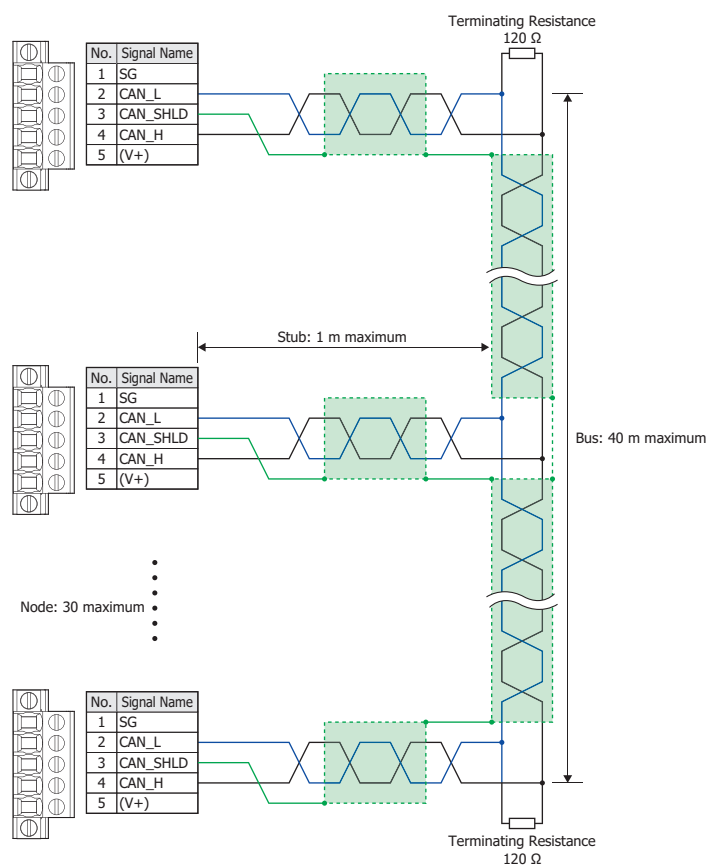 Terminating Resistance
120 Ω
No. Signal Name
1 SG
2 CAN_L
3 CAN_SHLD
4 CAN_H
5 (V+)
Stub: 1 m maximum
No. Signal Name
1 SG
2 CAN_L
3 CAN_SHLD
4 CAN_H
5 (V+)
Bus: 40 m maximum
Node: 30 maximum
No. Signal Name
1 SG
2 CAN_L
3 CAN_SHLD
4 CAN_H
5 (V+)
Terminating Resistance
120 Ω